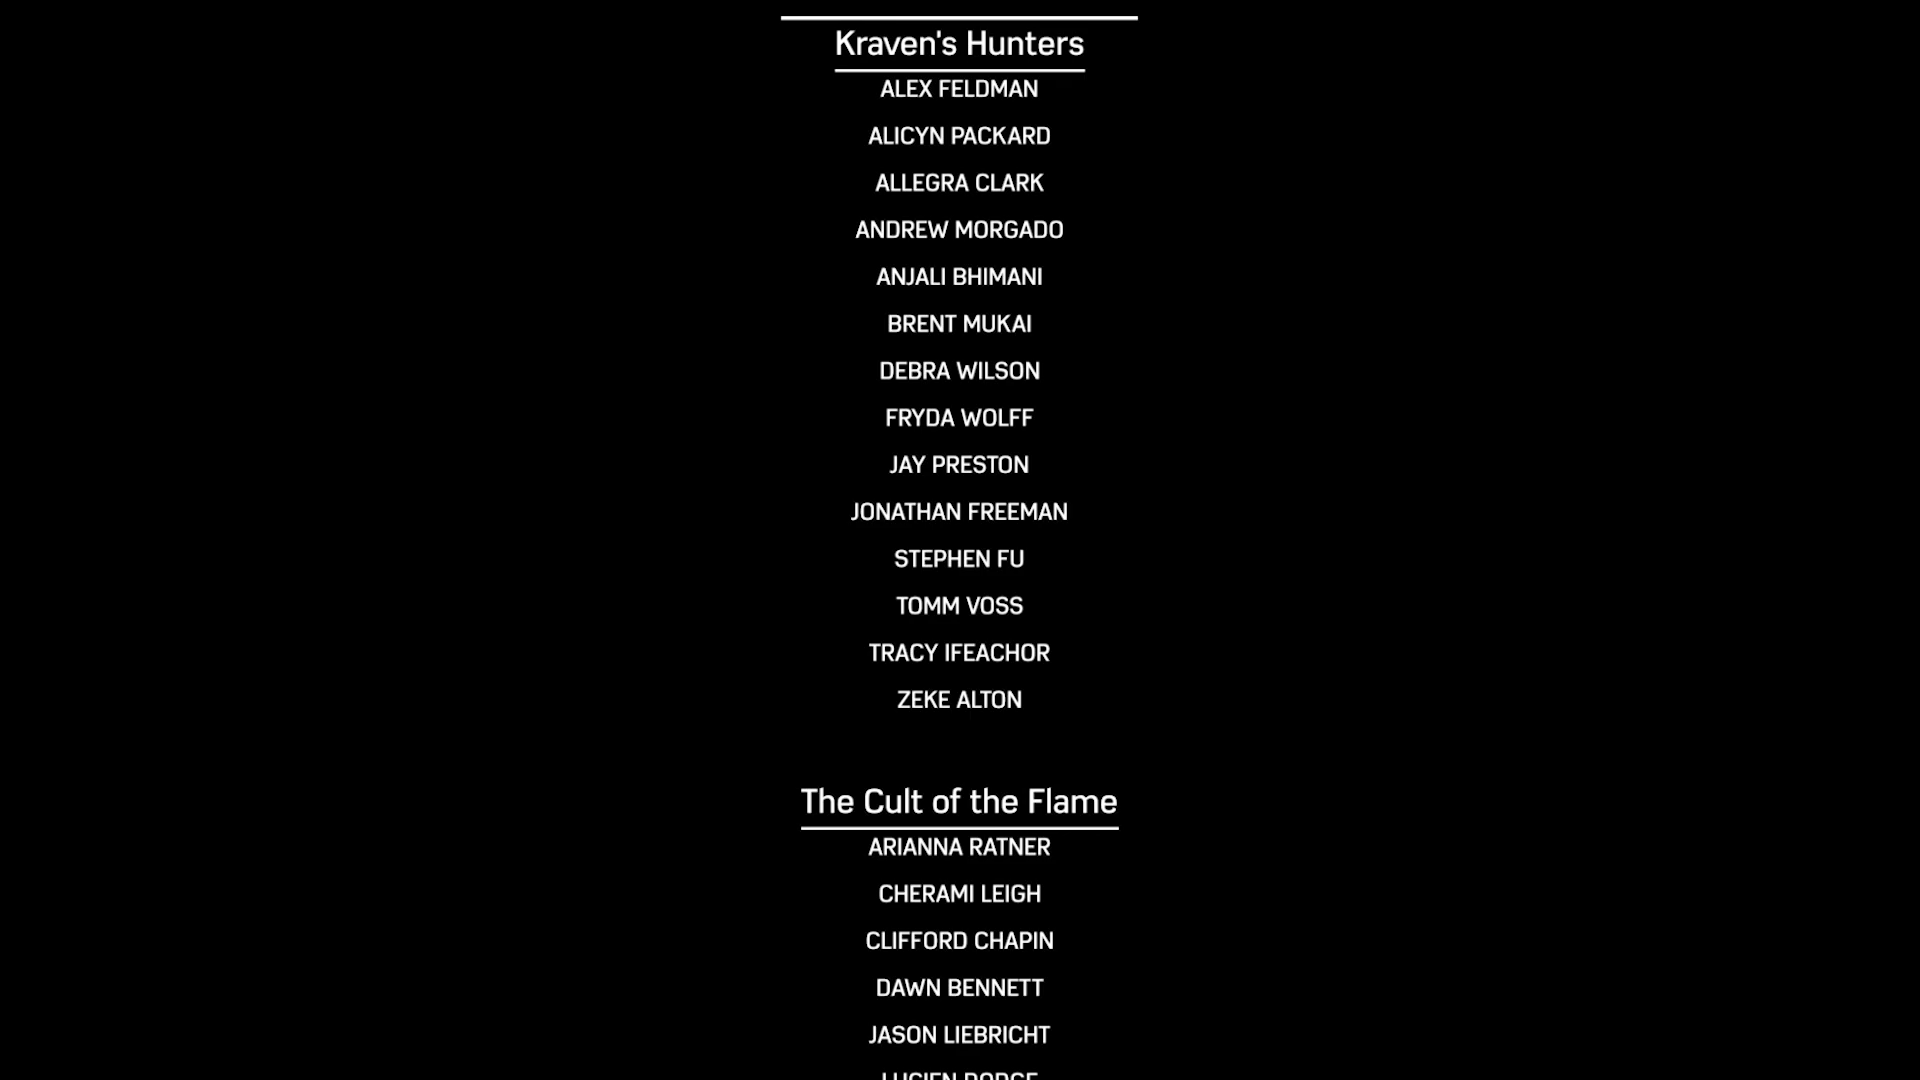 Kraven's Hunters
ALEX FELDMAN
ALICYN PACKARD
ALLEGRA CLARK
ANDREW MORGADO
ANJALI BHIMANI
BRENT MUKAI
DEBRA WILSON
FRYDA WOLFF
JAY PRESTON
JONATHAN FREEMAN
STEPHEN FU
TOMM VOSS
TRACY IFEACHOR
ZEKE ALTON
The Cult of the Flame
ARIANNA RATNER
CHERAMI LEIGH
CLIFFORD CHAPIN
DAWN BENNETT
JASON LIEBRICHT